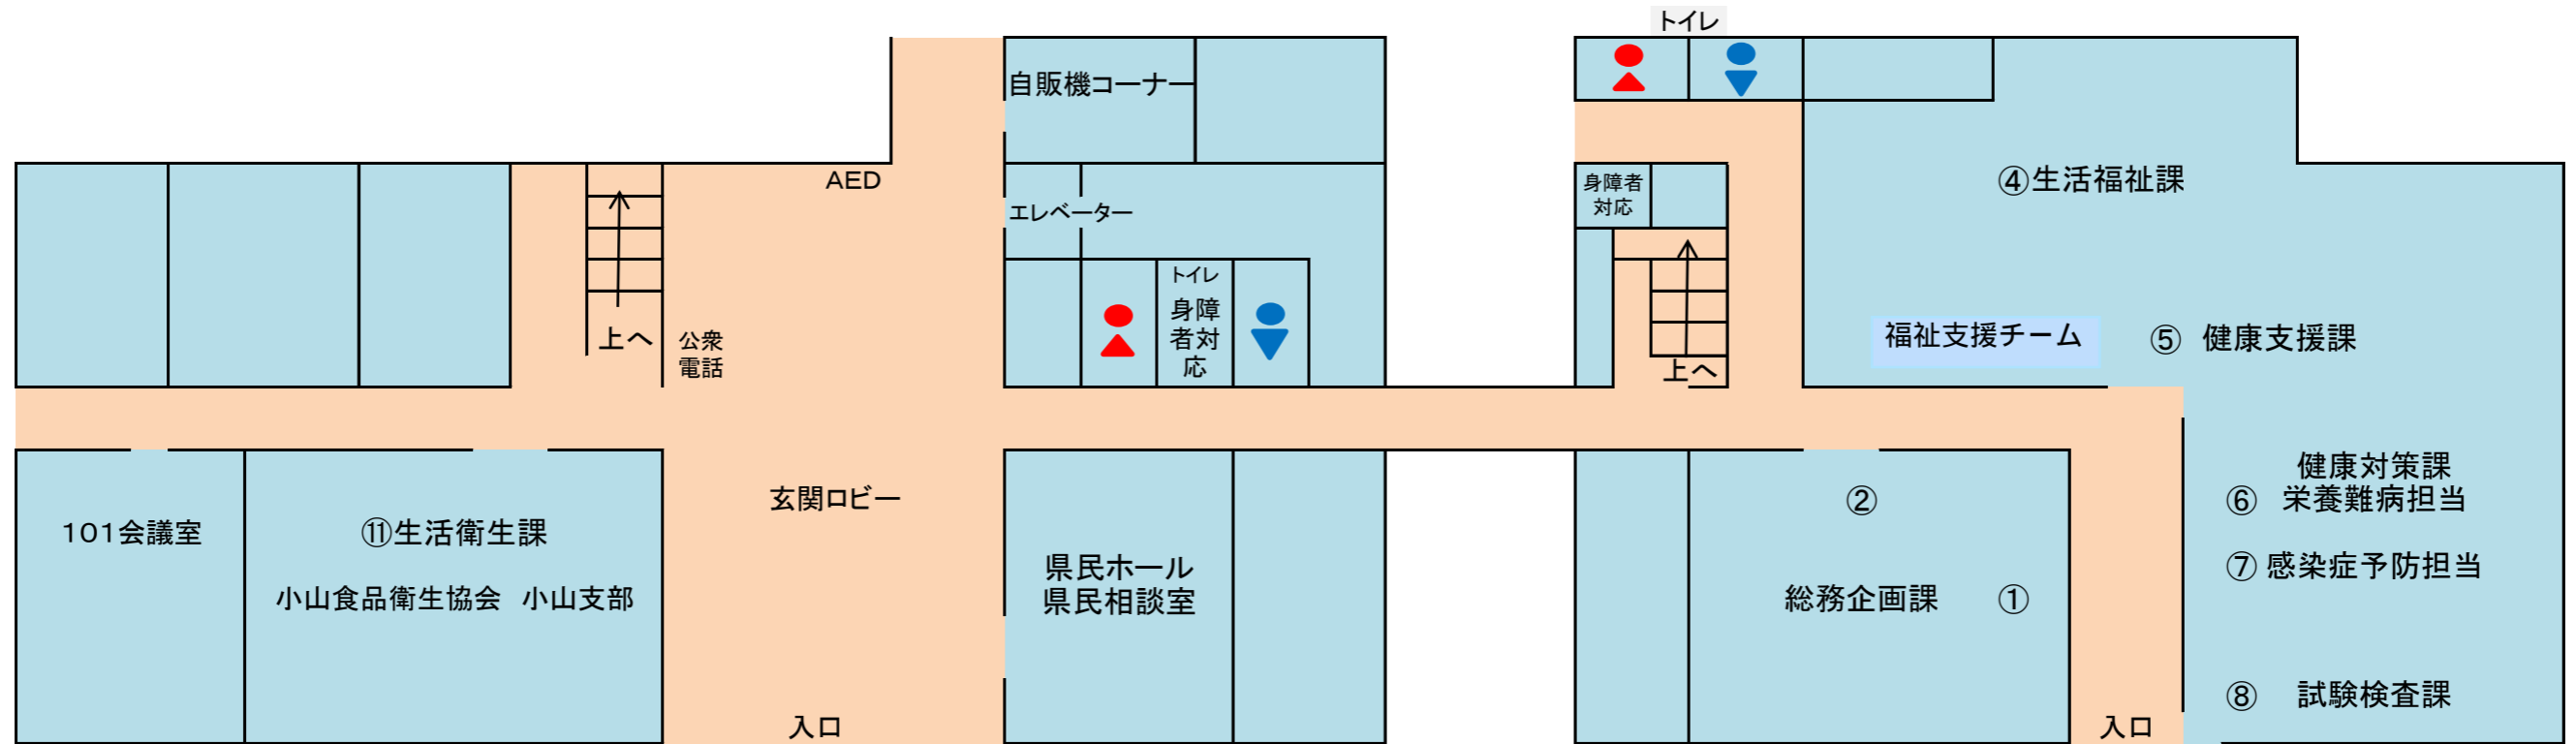 トイレ
自販機コーナー
AED
エレベーター
トイレ
身障
者対
応
上へ
公衆
電話
身障者
対応
上へ
④生活福祉課
福祉支援チーム
⑤ 健康支援課
101会議室
⑪生活衛生課
小山食品衛生協会 小山支部
玄関ロビー
入口
県民ホール
県民相談室
②
総務企画課 ①
健康対策課
⑥ 栄養難病担当
⑦感染症予防担当
⑧ 試験検査課
入口